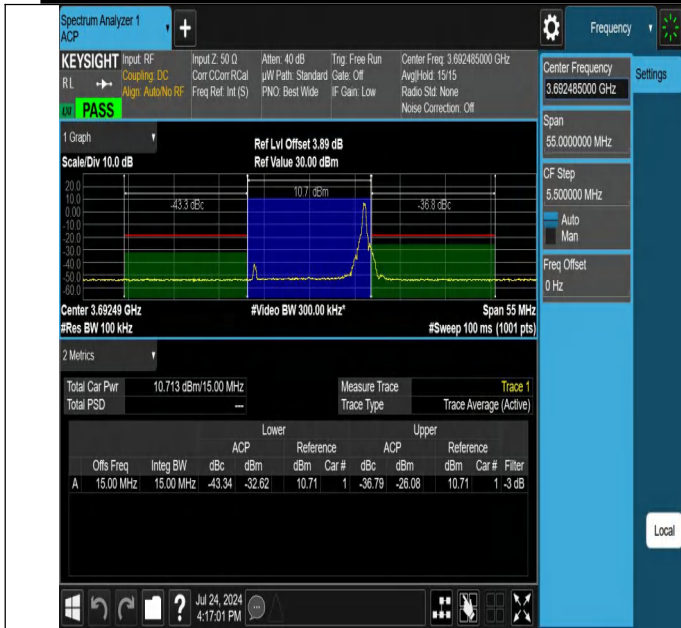 Spectrum Analyzer 1
ACP
Frequency
KEYSIGHT Input: RF Input Z: 50 Ω Atten: 40 dB Trig: Free Run Center Freq: 3.692485000 GHz
RL Coupling: DC Corr CCorr RCal µW Path: Standard Gate: Off Avg|Hold: 15/15
Align: Auto/No RF Freq Ref: Int (S) PNO: Best Wide IF Gain: Low Radio Std: None
Noise Correction: Off
LXI PASS
Center Frequency
3.692485000 GHz
Settings
Span
55.0000000 MHz
CF Step
5.500000 MHz
Auto
Man
Freq Offset
0 Hz
Local
1 Graph
Scale/Div 10.0 dB
Ref Lvl Offset 3.89 dB
Ref Value 30.00 dBm
20.0
10.0
0.00
-10.0
-20.0
-30.0
-40.0
-50.0
-60.0
-43.3 dBc
10.7 dBm
-36.8 dBc
Center 3.69249 GHz #Video BW 300.00 kHz* Span 55 MHz
#Res BW 100 kHz #Sweep 100 ms (1001 pts)
2 Metrics
Total Car Pwr 10.713 dBm/15.00 MHz Measure Trace Trace 1
Total PSD --- Trace Type Trace Average (Active)
Lower Upper
ACP Reference ACP Reference
Offs Freq Integ BW dBc dBm dBm Car # dBc dBm dBm Car # Filter
A 15.00 MHz 15.00 MHz -43.34 -32.62 10.71 1 -36.79 -26.08 10.71 1 -3 dB
Jul 24, 2024
4:17:01 PM